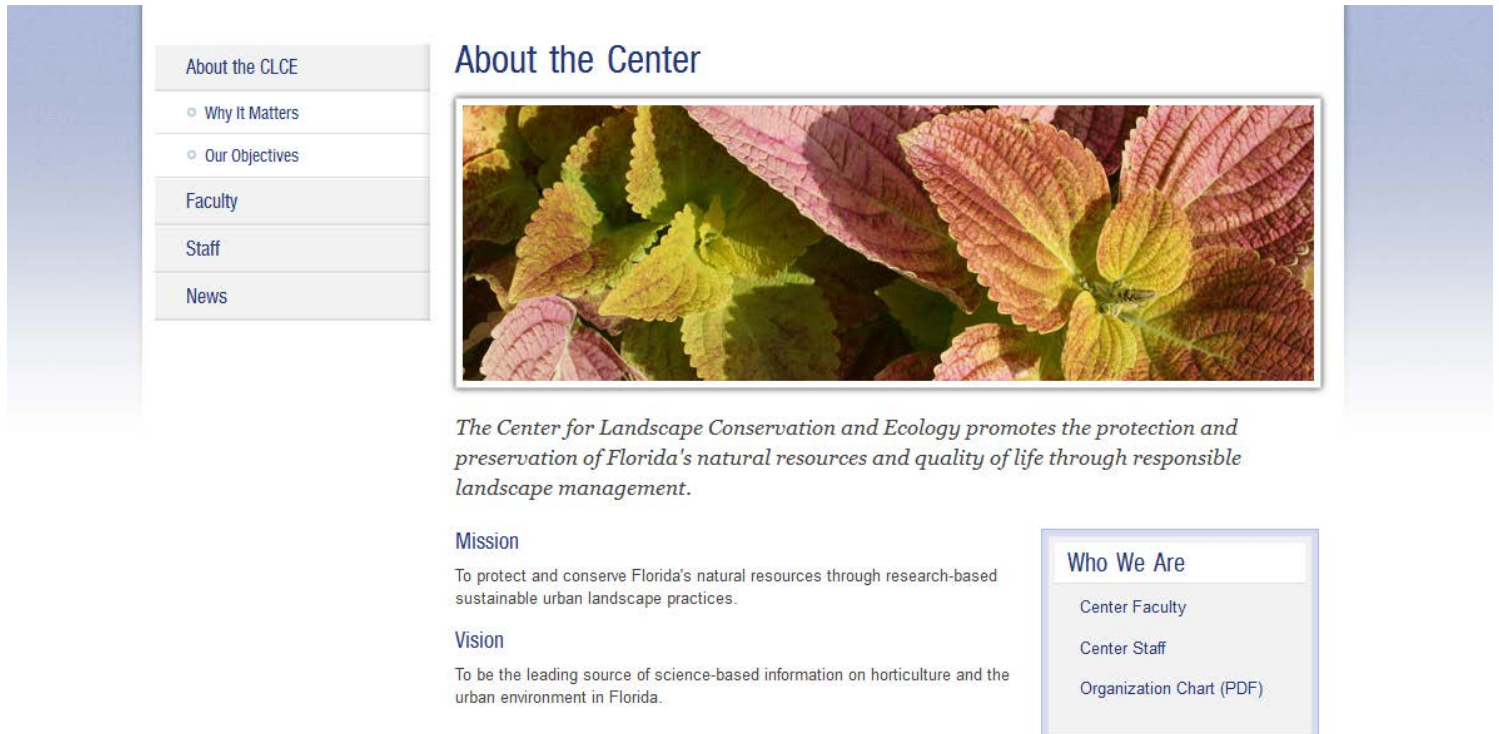 About the CLCE
Why It Matters
Our Objectives
Faculty
Staff
News
About the Center
The Center for Landscape Conservation and Ecology promotes the protection and
preservation of Florida's natural resources and quality of life through responsible
landscape management.
Mission
To protect and conserve Florida's natural resources through research-based
sustainable urban landscape practices.
Vision
To be the leading source of science-based information on horticulture and the
urban environment in Florida.
Who We Are
Center Faculty
Center Staff
Organization Chart (PDF)